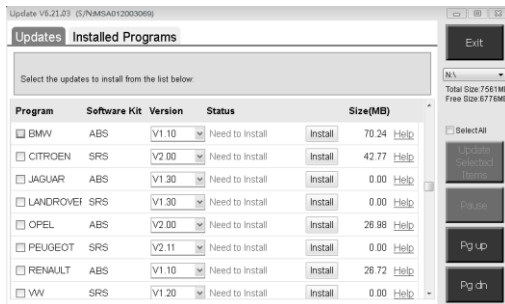 Update V6.21.03 (S/N:MSA012003069)
Updates Installed Programs
Exit
Select the updates to install from the list below:
N:\
Total Size:7561M
Free Size:6776M
Program Software Kit Version Status Size(MB)
SelectAll
BMW ABS V1.10 Need to Install Install 70.24 Help
CITROEN SRS V2.00 Need to Install Install 42.77 Help
Update Selected Items
JAGUAR ABS V1.30 Need to Install Install 0.00 Help
LANDROVEF SRS V1.30 Need to Install Install 0.00 Help
Pause
OPEL ABS V2.00 Need to Install Install 26.98 Help
PEUGEOT SRS V2.11 Need to Install Install 0.00 Help
Pg up
RENAULT ABS V1.10 Need to Install Install 26.72 Help
VW SRS V1.20 Need to Install Install 0.00 Help
Pg dn